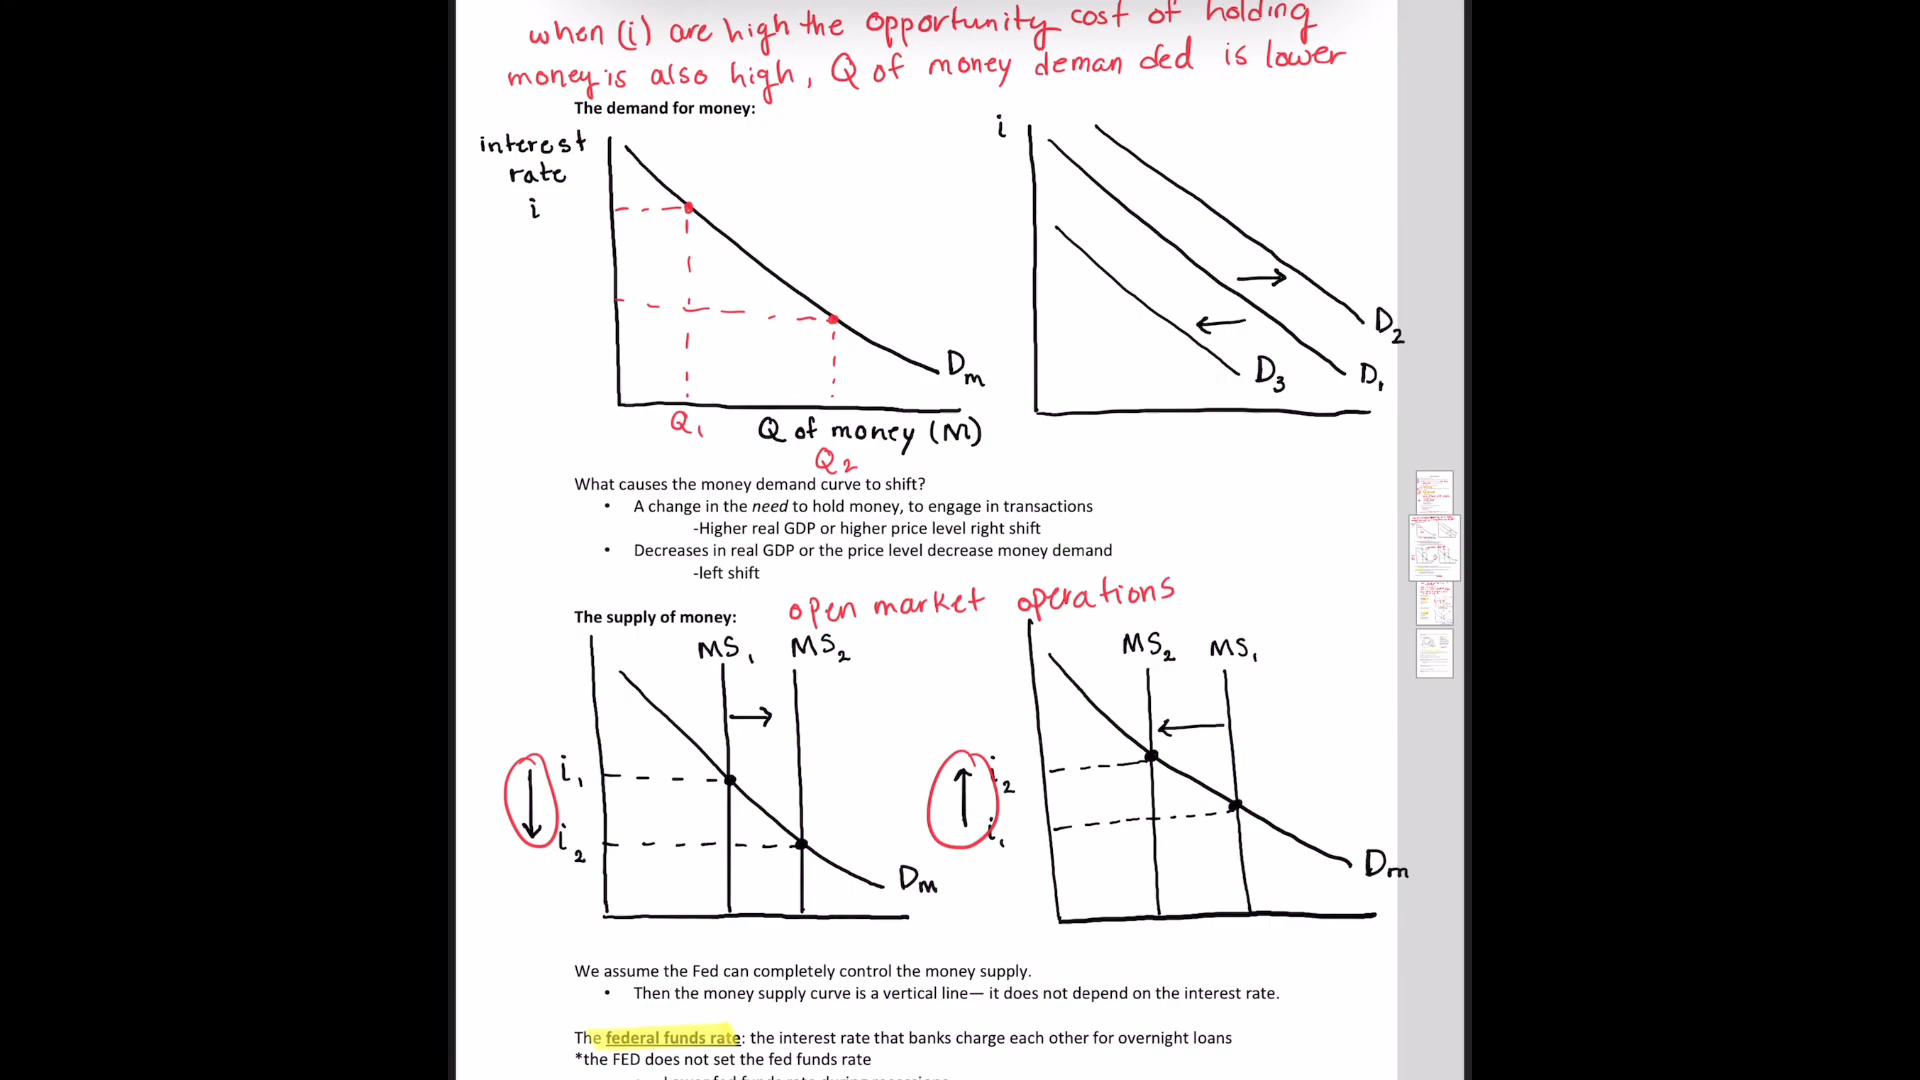 when (i) are high the opportunity cost of holding
money is also high, Q of money demanded is lower
The demand for money:
interest
rate
i
Dm
Q1
Q of money (M)
Q2
i
D2
D1
D3
What causes the money demand curve to shift?
• A change in the need to hold money, to engage in transactions
-Higher real GDP or higher price level right shift
• Decreases in real GDP or the price level decrease money demand
-left shift
The supply of money: open market operations
MS1 MS2
i1
i2
Dm
MS2 MS1
i2
i1
Dm
We assume the Fed can completely control the money supply.
• Then the money supply curve is a vertical line— it does not depend on the interest rate.
The federal funds rate: the interest rate that banks charge each other for overnight loans
*the FED does not set the fed funds rate